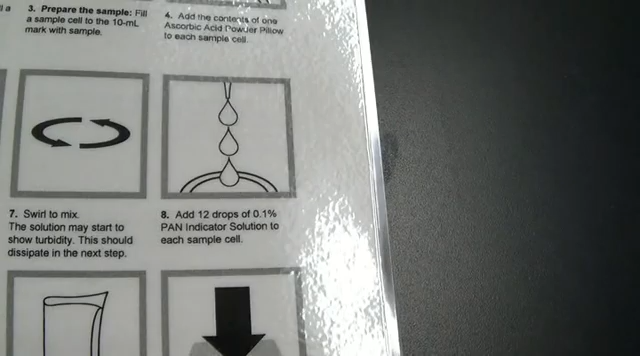 3. Prepare the sample: Fill
a sample cell to the 10-mL
mark with sample.
4. Add the contents of one
Ascorbic Acid Powder Pillow
to each sample cell.
7. Swirl to mix.
The solution may start to
show turbidity. This should
dissipate in the next step.
8. Add 12 drops of 0.1%
PAN Indicator Solution to
each sample cell.